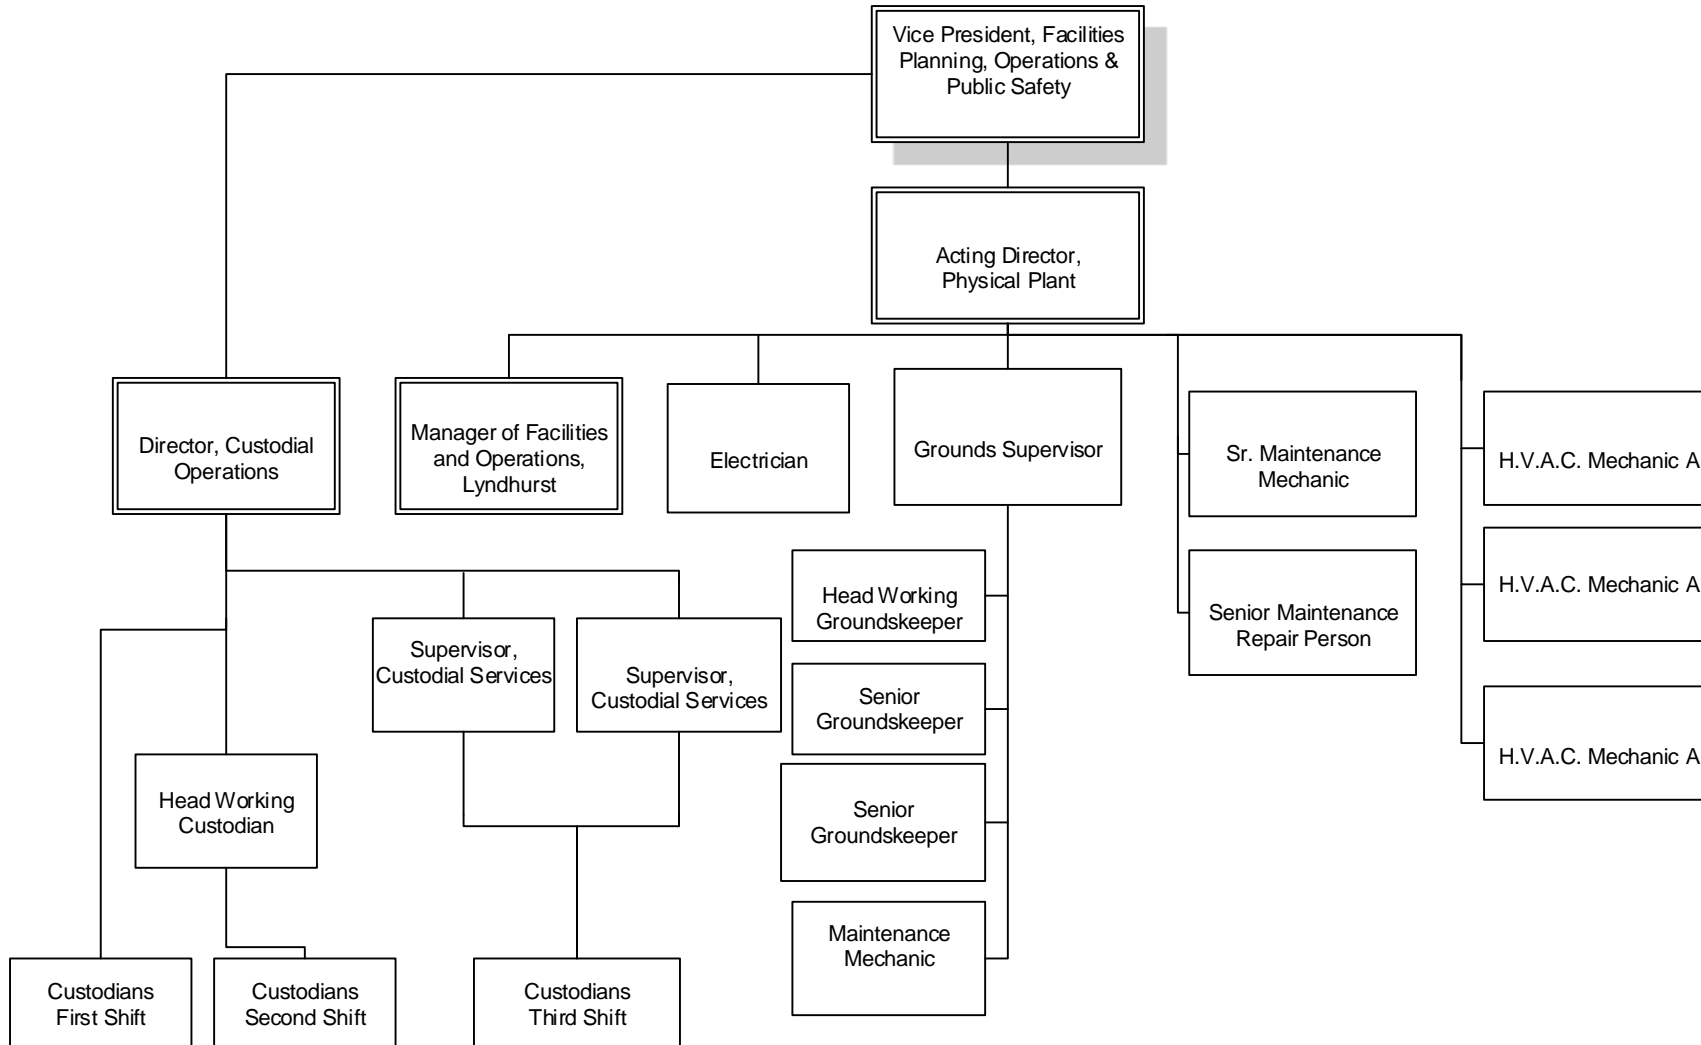 Vice President, Facilities
Planning, Operations &
Public Safety
Acting Director,
Physical Plant
Director, Custodial
Operations
Manager of Facilities
and Operations,
Lyndhurst
Electrician
Grounds Supervisor
Sr. Maintenance
Mechanic
H.V.A.C. Mechanic A
H.V.A.C. Mechanic A
H.V.A.C. Mechanic A
Senior Maintenance
Repair Person
Head Working
Groundskeeper
Senior
Groundskeeper
Senior
Groundskeeper
Maintenance
Mechanic
Supervisor,
Custodial Services
Supervisor,
Custodial Services
Head Working
Custodian
Custodians
First Shift
Custodians
Second Shift
Custodians
Third Shift